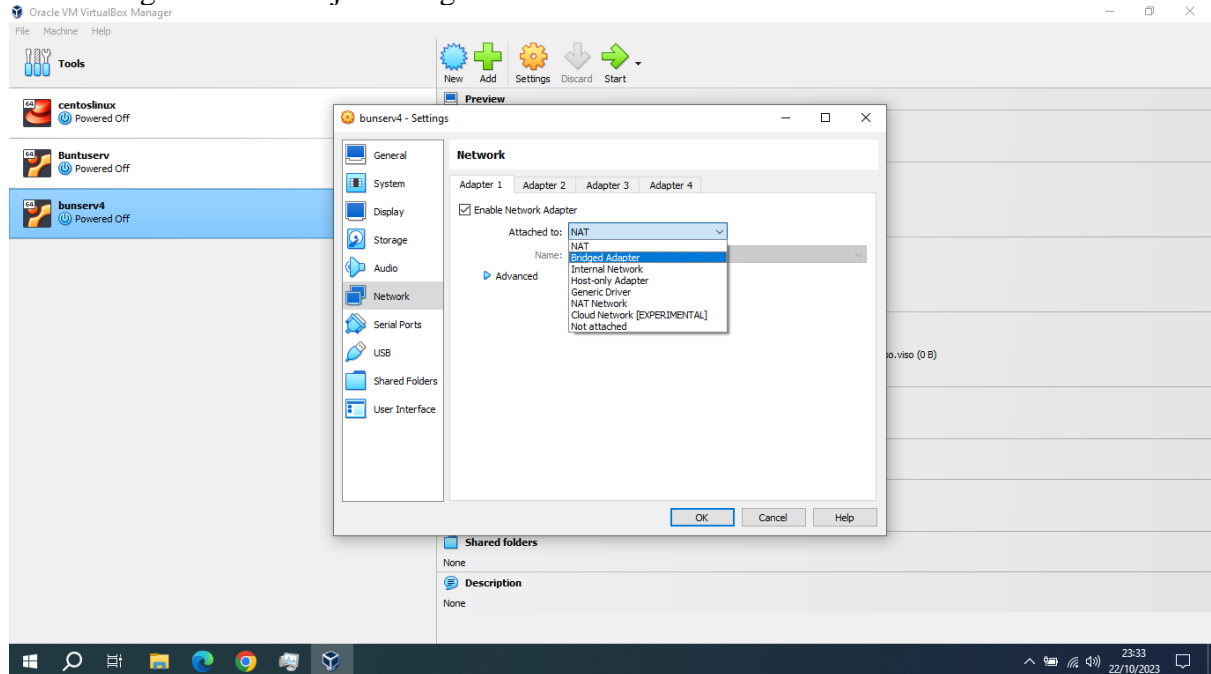 Oracle VM VirtualBox Manager
File Machine Help
Tools
New Add Settings Discard Start
64 centoslinux
Powered Off
64 Buntuserv
Powered Off
64 bunserv4
Powered Off
Preview
bunserv4 - Settings
General
System
Display
Storage
Audio
Network
Serial Ports
USB
Shared Folders
User Interface
Network
Adapter 1 Adapter 2 Adapter 3 Adapter 4
Enable Network Adapter
Attached to: NAT
Name:
NAT
Bridged Adapter
Internal Network
Host-only Adapter
Generic Driver
NAT Network
Cloud Network [EXPERIMENTAL]
Not attached
Advanced
OK Cancel Help
so.viso (0 B)
Shared folders
None
Description
None
23:33
22/10/2023